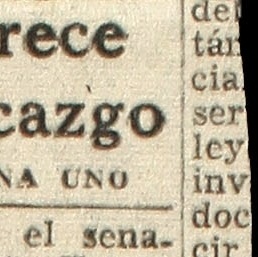 rece
cazgo
NA UNO
el sena-
del
tán
cia
ser
ley
inv
doc
cir